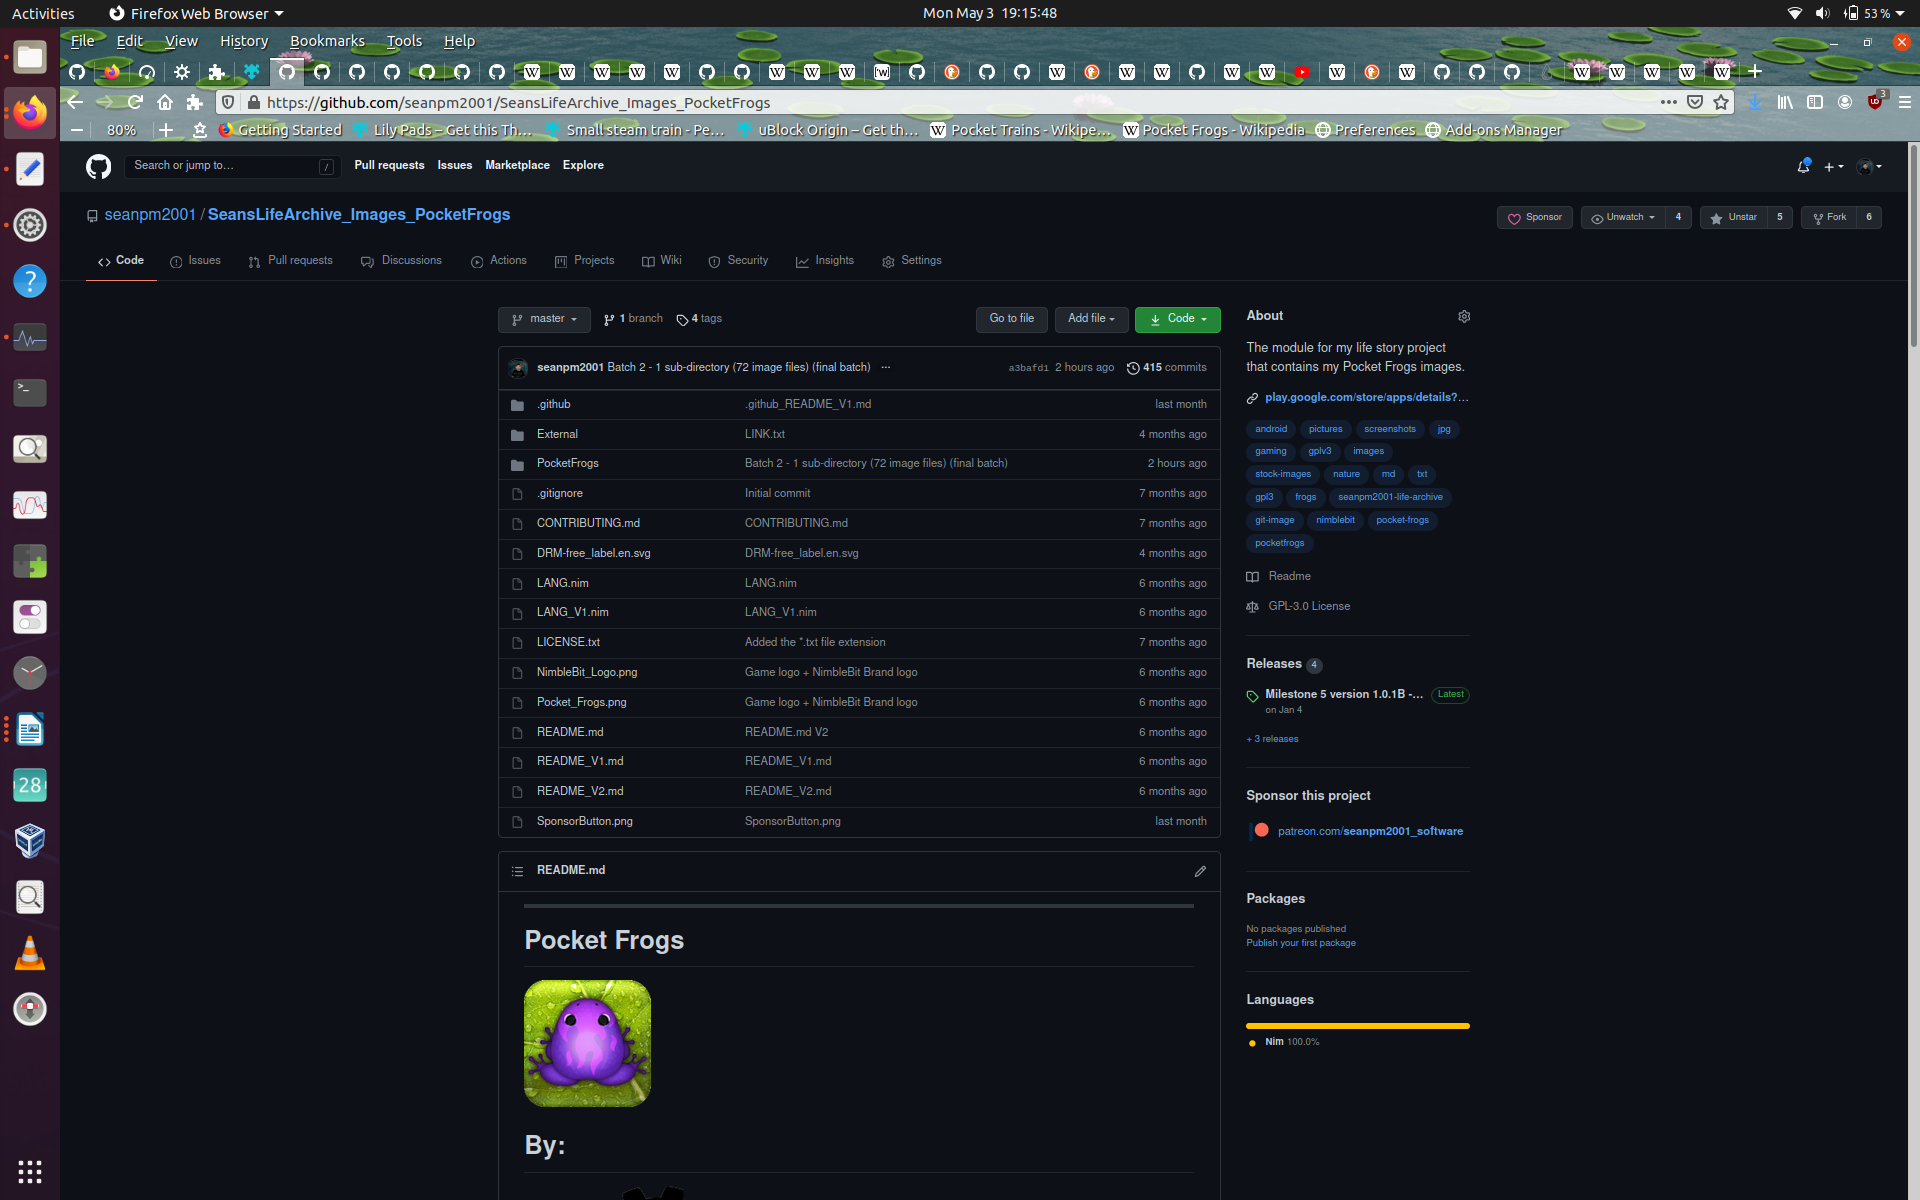 Activities
Firefox Web Browser
Mon May 3 19:15:48
53 %
File Edit View History Bookmarks Tools Help
https://github.com/seanpm2001/SeansLifeArchive_Images_PocketFrogs
3
80%
Getting Started
Lily Pads – Get this Th…
Small steam train - Pe…
uBlock Origin – Get th…
Pocket Trains - Wikipe…
Pocket Frogs - Wikipedia
Preferences
Add-ons Manager
Search or jump to…
/
Pull requests Issues Marketplace Explore
seanpm2001 / SeansLifeArchive_Images_PocketFrogs
Sponsor
Unwatch 4
Unstar 5
Fork 6
Code Issues Pull requests Discussions Actions Projects Wiki Security Insights Settings
master
1 branch
4 tags
Go to file
Add file
Code
seanpm2001 Batch 2 - 1 sub-directory (72 image files) (final batch) ... a3bafd1 2 hours ago 415 commits
.github .github_README_V1.md last month
External LINK.txt 4 months ago
PocketFrogs Batch 2 - 1 sub-directory (72 image files) (final batch) 2 hours ago
.gitignore Initial commit 7 months ago
CONTRIBUTING.md CONTRIBUTING.md 7 months ago
DRM-free_label.en.svg DRM-free_label.en.svg 4 months ago
LANG.nim LANG.nim 6 months ago
LANG_V1.nim LANG_V1.nim 6 months ago
LICENSE.txt Added the *.txt file extension 7 months ago
NimbleBit_Logo.png Game logo + NimbleBit Brand logo 6 months ago
Pocket_Frogs.png Game logo + NimbleBit Brand logo 6 months ago
README.md README.md V2 6 months ago
README_V1.md README_V1.md 6 months ago
README_V2.md README_V2.md 6 months ago
SponsorButton.png SponsorButton.png last month
README.md
Pocket Frogs
By:
About
The module for my life story project
that contains my Pocket Frogs images.
play.google.com/store/apps/details?…
android pictures screenshots jpg
gaming gplv3 images
stock-images nature md txt
gpl3 frogs seanpm2001-life-archive
git-image nimblebit pocket-frogs
pocketfrogs
Readme
GPL-3.0 License
Releases 4
Milestone 5 version 1.0.1B -… Latest
on Jan 4
+ 3 releases
Sponsor this project
patreon.com/seanpm2001_software
Packages
No packages published
Publish your first package
Languages
Nim 100.0%
28